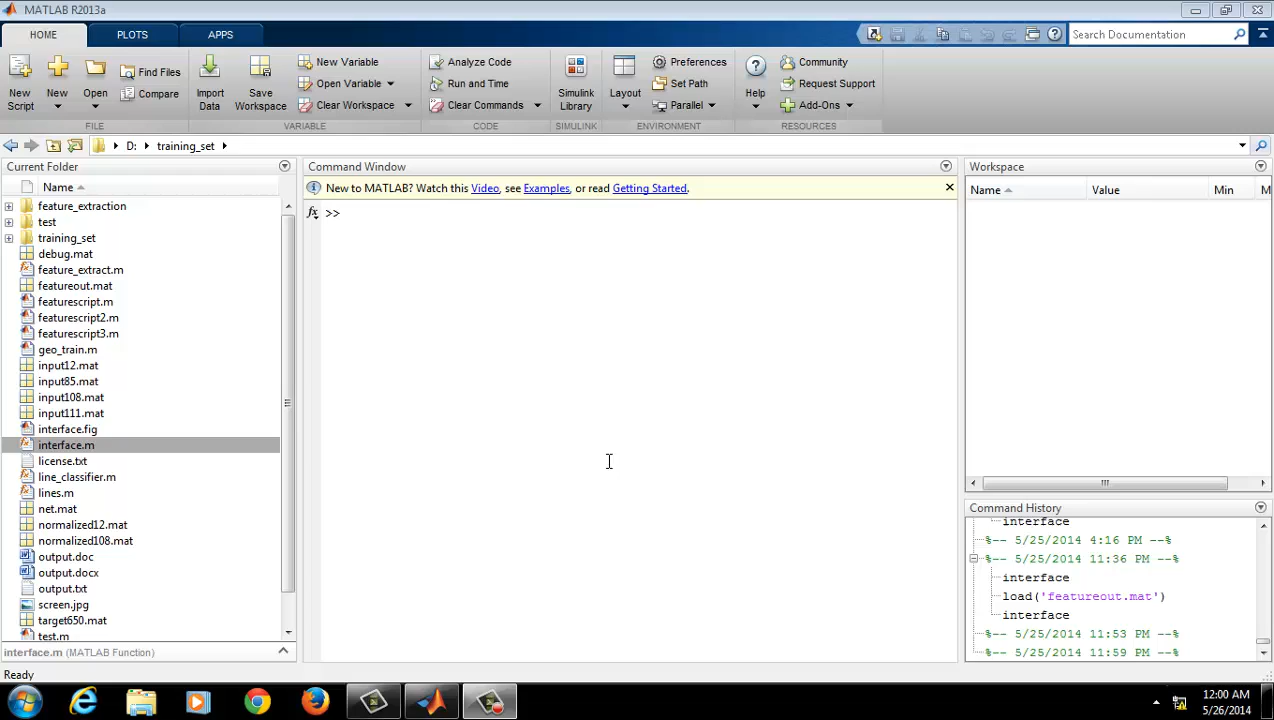 MATLAB R2013a
HOME
PLOTS
APPS
Search Documentation
New Script
New
Open
Find Files
Compare
Import Data
Save Workspace
New Variable
Open Variable
Clear Workspace
Analyze Code
Run and Time
Clear Commands
Simulink Library
Layout
Preferences
Set Path
Parallel
Help
Community
Request Support
Add-Ons
FILE
VARIABLE
CODE
SIMULINK
ENVIRONMENT
RESOURCES
D:
training_set
Current Folder
Name
feature_extraction
test
training_set
debug.mat
feature_extract.m
featureout.mat
featurescript.m
featurescript2.m
featurescript3.m
geo_train.m
input12.mat
input85.mat
input108.mat
input111.mat
interface.fig
interface.m
license.txt
line_classifier.m
lines.m
net.mat
normalized12.mat
normalized108.mat
output.doc
output.docx
output.txt
screen.jpg
target650.mat
test.m
interface.m (MATLAB Function)
Command Window
New to MATLAB? Watch this Video, see Examples, or read Getting Started.
fx >>
Workspace
Name
Value
Min
M
Command History
interface
%-- 5/25/2014 4:16 PM --%
%-- 5/25/2014 11:36 PM --%
interface
load('featureout.mat')
interface
%-- 5/25/2014 11:53 PM --%
%-- 5/25/2014 11:59 PM --%
Ready
12:00 AM
5/26/2014